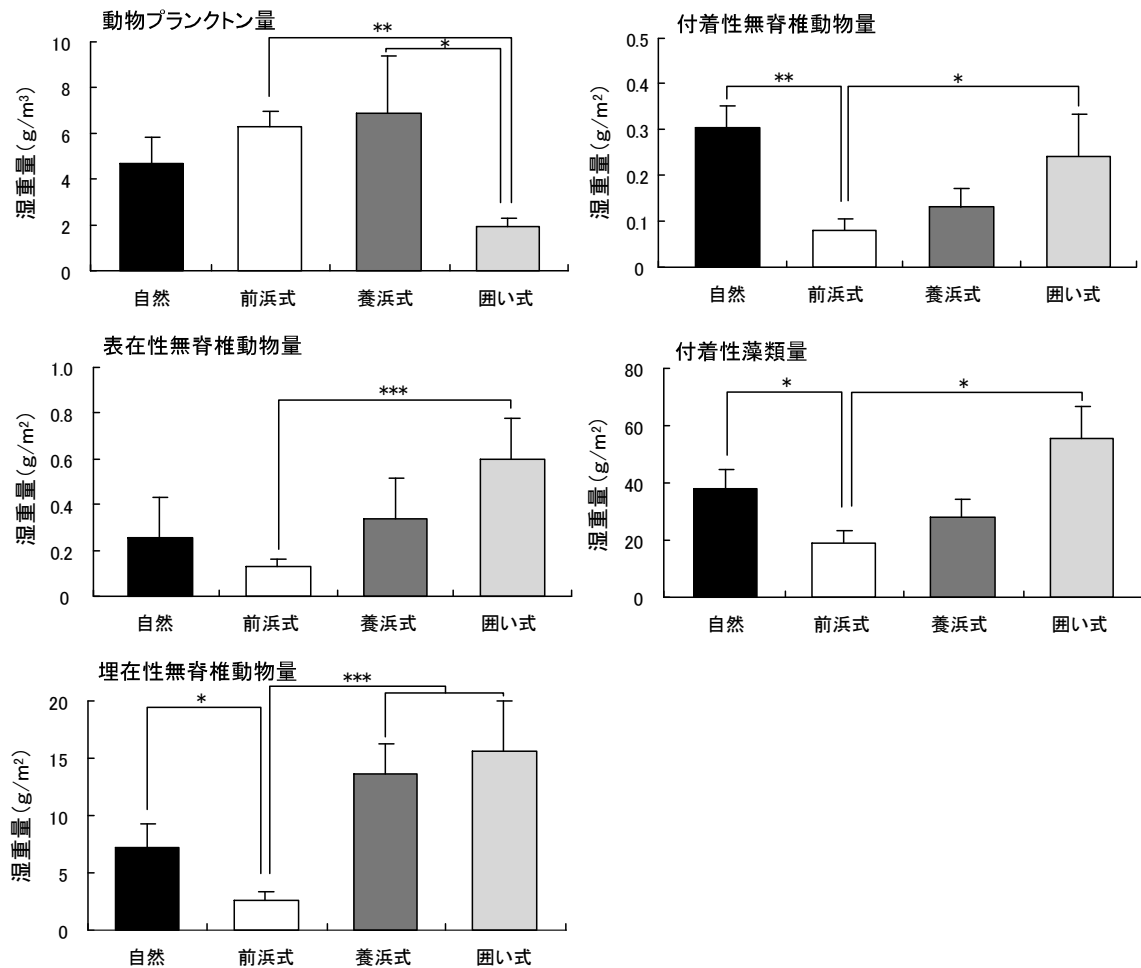 動物プランクトン量
湿重量(g/m³)
10
8
6
4
2
0
**
*
自然 前浜式 養浜式 囲い式
付着性無脊椎動物量
湿重量(g/m²)
0.5
0.4
0.3
0.2
0.1
0
**
*
自然 前浜式 養浜式 囲い式
表在性無脊椎動物量
湿重量(g/m²)
1.0
0.8
0.6
0.4
0.2
0
***
自然 前浜式 養浜式 囲い式
付着性藻類量
湿重量(g/m²)
80
60
40
20
0
*
*
自然 前浜式 養浜式 囲い式
埋在性無脊椎動物量
湿重量(g/m²)
20
15
10
5
0
*
***
自然 前浜式 養浜式 囲い式